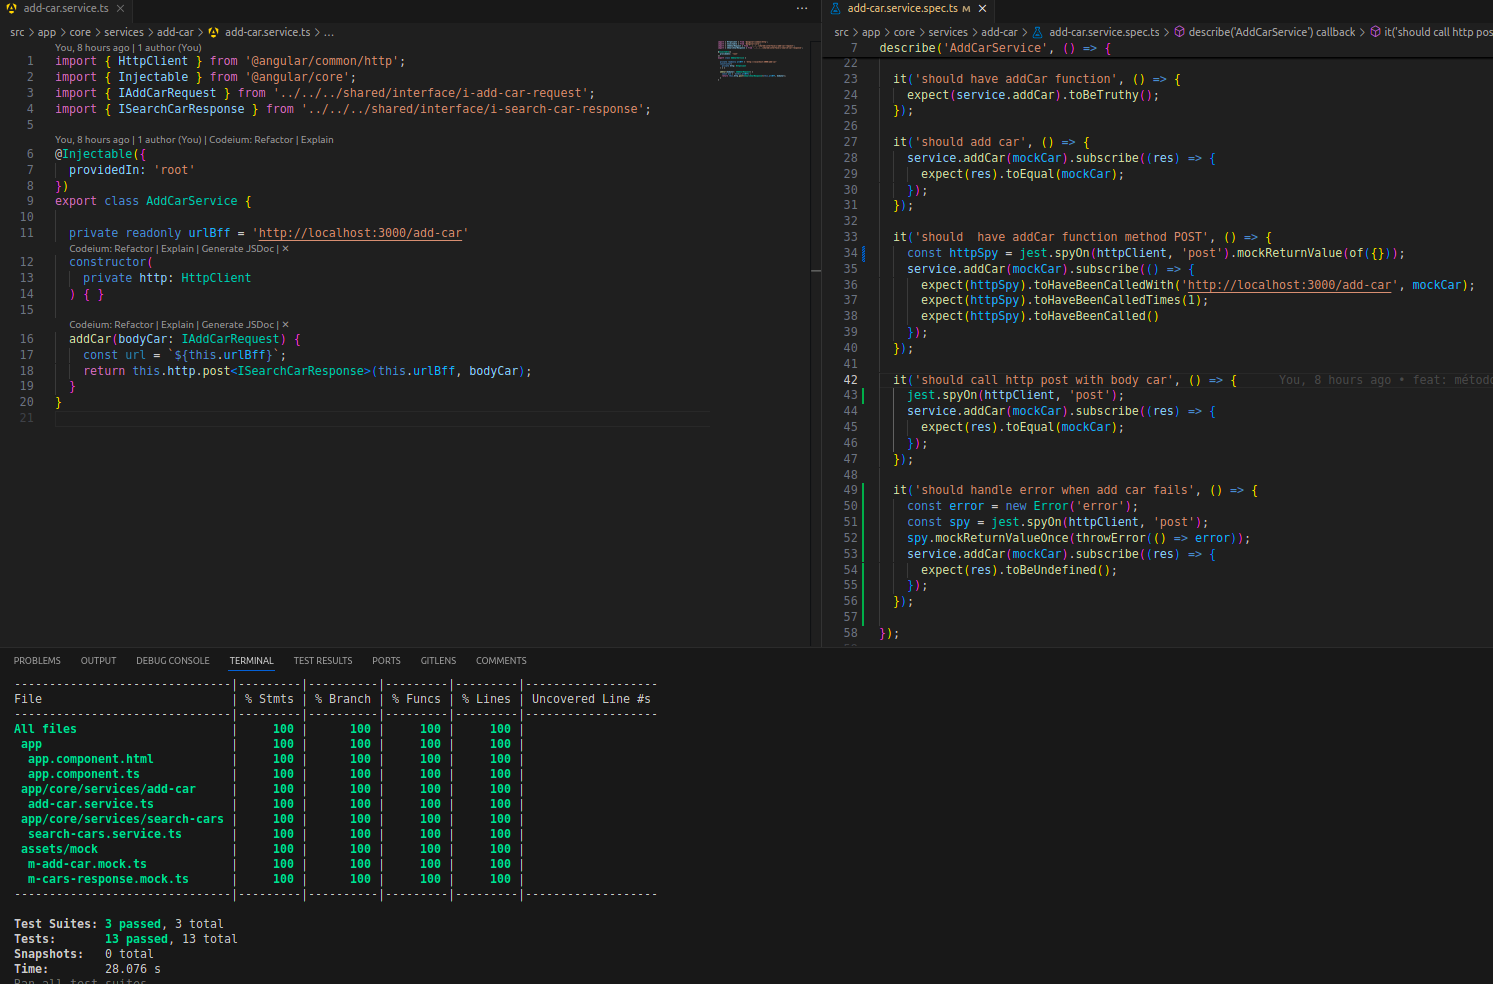 add-car.service.ts ×
src > app > core > services > add-car > add-car.service.ts > ...
You, 8 hours ago | 1 author (You)
1 import { HttpClient } from '@angular/common/http';
2 import { Injectable } from '@angular/core';
3 import { IAddCarRequest } from '../../../shared/interface/i-add-car-request';
4 import { ISearchCarResponse } from '../../../shared/interface/i-search-car-response';
5
You, 8 hours ago | 1 author (You) | Codeium: Refactor | Explain
6 @Injectable({
7 providedIn: 'root'
8 })
9 export class AddCarService {
10
11 private readonly urlBff = 'http://localhost:3000/add-car'
Codeium: Refactor | Explain | Generate JSDoc | ×
12 constructor(
13 private http: HttpClient
14 ) { }
15
Codeium: Refactor | Explain | Generate JSDoc | ×
16 addCar(bodyCar: IAddCarRequest) {
17 const url = `${this.urlBff}`;
18 return this.http.post<ISearchCarResponse>(this.urlBff, bodyCar);
19 }
20 }
21
add-car.service.spec.ts M ×
src > app > core > services > add-car > add-car.service.spec.ts > describe('AddCarService') callback > it('should call http pos
7 describe('AddCarService', () => {
22
23 it('should have addCar function', () => {
24 expect(service.addCar).toBeTruthy();
25 });
26
27 it('should add car', () => {
28 service.addCar(mockCar).subscribe((res) => {
29 expect(res).toEqual(mockCar);
30 });
31 });
32
33 it('should  have addCar function method POST', () => {
34 const httpSpy = jest.spyOn(httpClient, 'post').mockReturnValue(of({}));
35 service.addCar(mockCar).subscribe(() => {
36 expect(httpSpy).toHaveBeenCalledWith('http://localhost:3000/add-car', mockCar);
37 expect(httpSpy).toHaveBeenCalledTimes(1);
38 expect(httpSpy).toHaveBeenCalled()
39 });
40 });
41
42 it('should call http post with body car', () => { You, 8 hours ago • feat: método
43 jest.spyOn(httpClient, 'post');
44 service.addCar(mockCar).subscribe((res) => {
45 expect(res).toEqual(mockCar);
46 });
47 });
48
49 it('should handle error when add car fails', () => {
50 const error = new Error('error');
51 const spy = jest.spyOn(httpClient, 'post');
52 spy.mockReturnValueOnce(throwError(() => error));
53 service.addCar(mockCar).subscribe((res) => {
54 expect(res).toBeUndefined();
55 });
56 });
57
58 });
PROBLEMS OUTPUT DEBUG CONSOLE TERMINAL TEST RESULTS PORTS GITLENS COMMENTS
-------------------------------|---------|----------|---------|---------|-------------------
File | % Stmts | % Branch | % Funcs | % Lines | Uncovered Line #s
-------------------------------|---------|----------|---------|---------|-------------------
All files | 100 | 100 | 100 | 100 |
app | 100 | 100 | 100 | 100 |
app.component.html | 100 | 100 | 100 | 100 |
app.component.ts | 100 | 100 | 100 | 100 |
app/core/services/add-car | 100 | 100 | 100 | 100 |
add-car.service.ts | 100 | 100 | 100 | 100 |
app/core/services/search-cars | 100 | 100 | 100 | 100 |
search-cars.service.ts | 100 | 100 | 100 | 100 |
assets/mock | 100 | 100 | 100 | 100 |
m-add-car.mock.ts | 100 | 100 | 100 | 100 |
m-cars-response.mock.ts | 100 | 100 | 100 | 100 |
-------------------------------|---------|----------|---------|---------|-------------------
Test Suites: 3 passed, 3 total
Tests: 13 passed, 13 total
Snapshots: 0 total
Time: 28.076 s
Ran all test suites